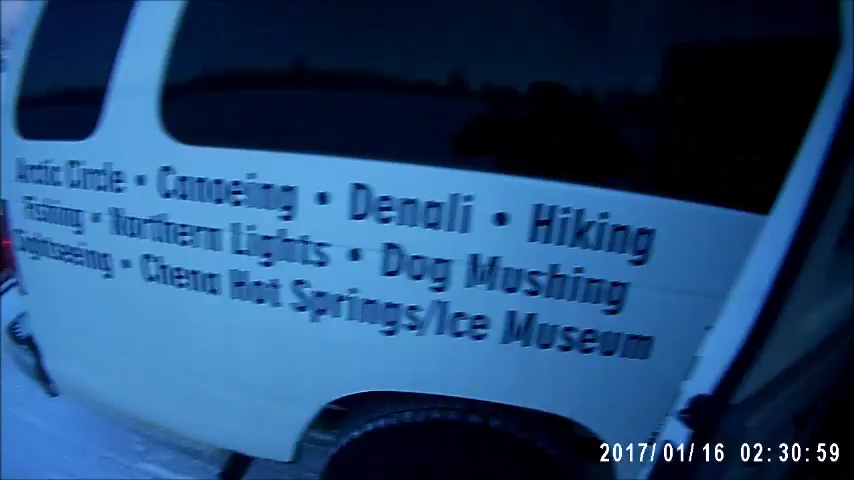 Arctic Circle • Canoeing • Denali • Hiking
Fishing • Northern Lights • Dog Mushing
Sightseeing • Chena Hot Springs/Ice Museum
2017/01/16 02:30:59